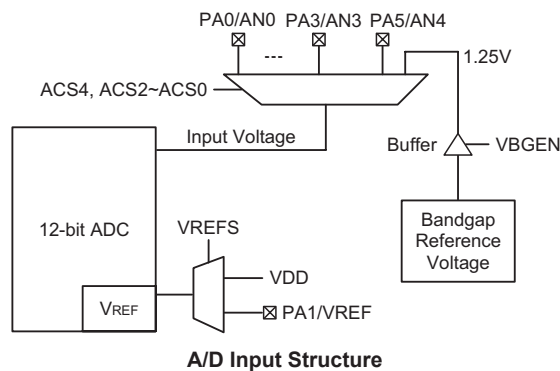 PA0/AN0 PA3/AN3 PA5/AN4
---
1.25V
ACS4, ACS2~ACS0
Input Voltage
Buffer VBGEN
12-bit ADC
Bandgap
Reference
Voltage
VREFS
VDD
VREF
PA1/VREF
A/D Input Structure